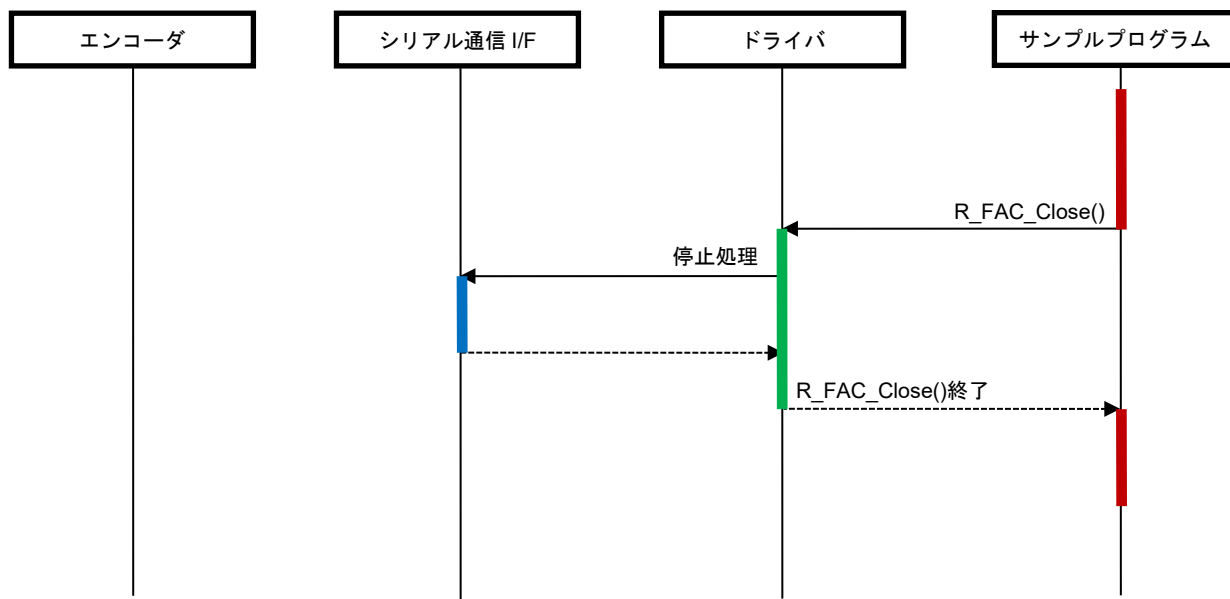 エンコーダ
シリアル通信 I/F
ドライバ
サンプルプログラム
R_FAC_Close()
停止処理
R_FAC_Close()終了